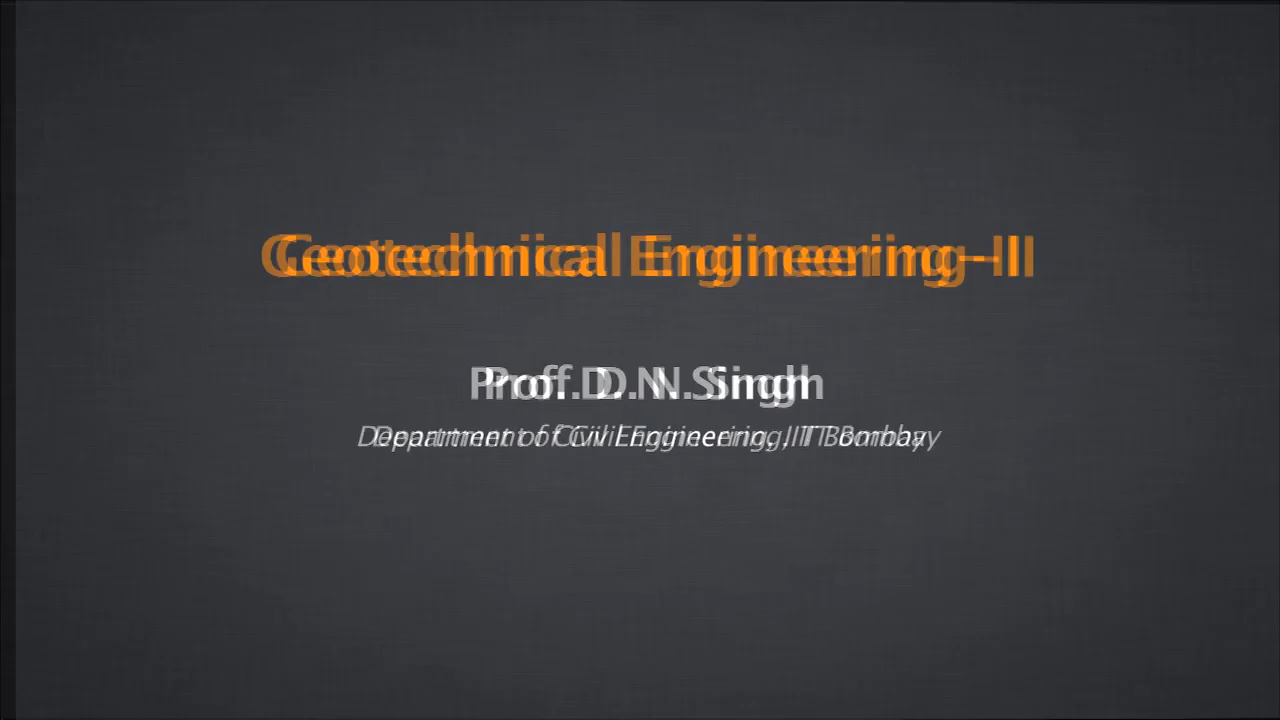 Geotechnical Engineering – II
Prof. D. N. Singh
Department of Civil Engineering, IIT Bombay